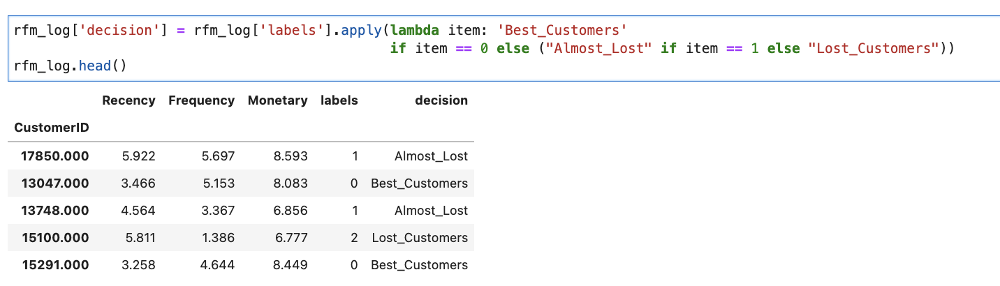 rfm_log['decision'] = rfm_log['labels'].apply(lambda item: 'Best_Customers'
if item == 0 else ("Almost_Lost" if item == 1 else "Lost_Customers"))
rfm_log.head()
Recency Frequency Monetary labels decision
CustomerID
17850.000 5.922 5.697 8.593 1 Almost_Lost
13047.000 3.466 5.153 8.083 0 Best_Customers
13748.000 4.564 3.367 6.856 1 Almost_Lost
15100.000 5.811 1.386 6.777 2 Lost_Customers
15291.000 3.258 4.644 8.449 0 Best_Customers